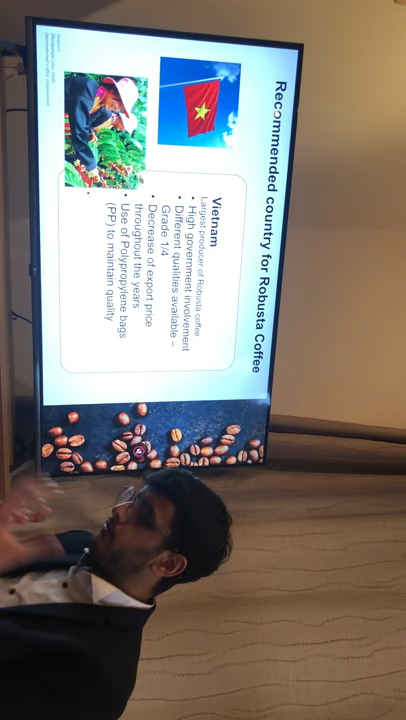 Recommended country for Robusta Coffee
Vietnam
Largest producer of Robusta coffee
• High government involvement
• Different qualities available –
Grade 1/4
• Decrease of export price
throughout the years
• Use of Polypropylene bags
(PP) to maintain quality
•